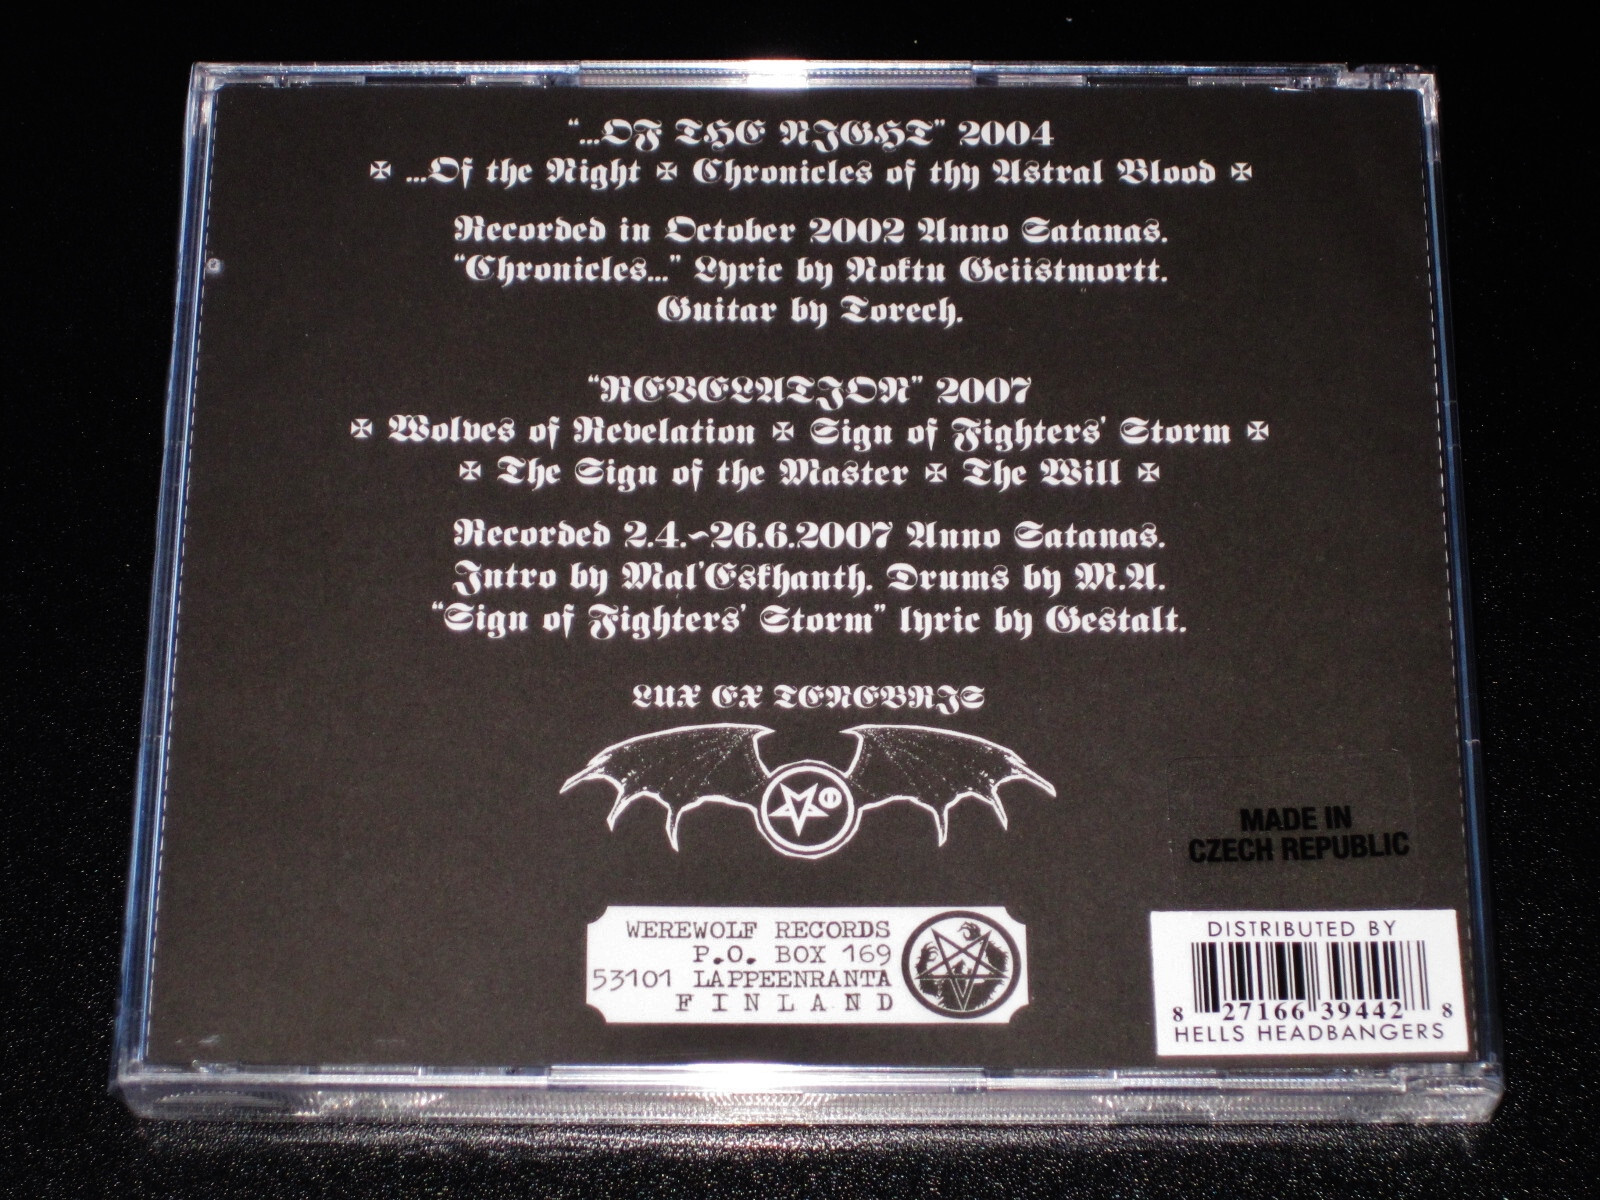 “...OF THE NIGHT” 2004
✠ ...Of the Night ✠ Chronicles of thy Astral Blood ✠
Recorded in October 2002 Anno Satanas.
“Chronicles...” Lyric by Noktu Geiistmortt.
Guitar by Torech.
“REVELATION” 2007
✠ Wolves of Revelation ✠ Sign of Fighters' Storm ✠
✠ The Sign of the Master ✠ The Will ✠
Recorded 2.4.~26.6.2007 Anno Satanas.
Intro by Mal'Eskhanth. Drums by M.A.
“Sign of Fighters' Storm” lyric by Gestalt.
LUX EX TENEBRIS
MADE IN
CZECH REPUBLIC
WEREWOLF RECORDS
P.O. BOX 169
53101 LAPPEENRANTA
FINLAND
DISTRIBUTED BY
8 27166 39442 8
HELLS HEADBANGERS